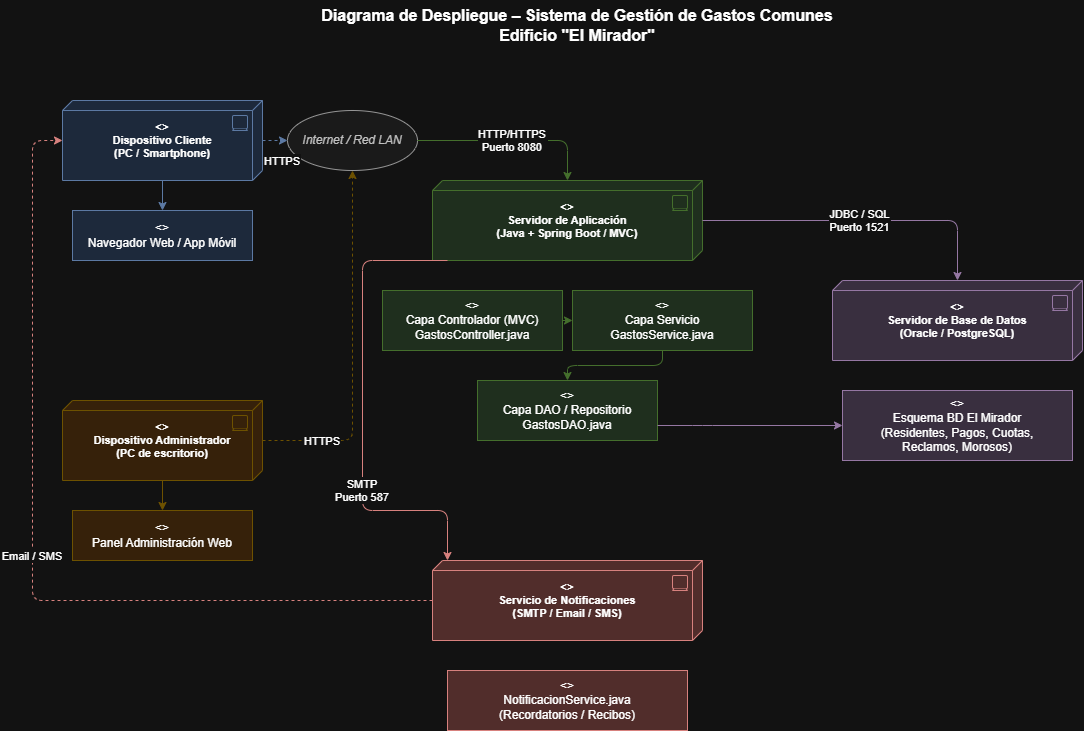 Diagrama de Despliegue – Sistema de Gestión de Gastos Comunes
Edificio "El Mirador"
<>
Dispositivo Cliente
(PC / Smartphone)
HTTPS
Internet / Red LAN
HTTP/HTTPS
Puerto 8080
<>
Navegador Web / App Móvil
<>
Servidor de Aplicación
(Java + Spring Boot / MVC)
JDBC / SQL
Puerto 1521
<>
Servidor de Base de Datos
(Oracle / PostgreSQL)
<>
Capa Controlador (MVC)
GastosController.java
<>
Capa Servicio
GastosService.java
<>
Capa DAO / Repositorio
GastosDAO.java
<>
Esquema BD El Mirador
(Residentes, Pagos, Cuotas,
Reclamos, Morosos)
<>
Dispositivo Administrador
(PC de escritorio)
HTTPS
<>
Panel Administración Web
SMTP
Puerto 587
Email / SMS
<>
Servicio de Notificaciones
(SMTP / Email / SMS)
<>
NotificacionService.java
(Recordatorios / Recibos)